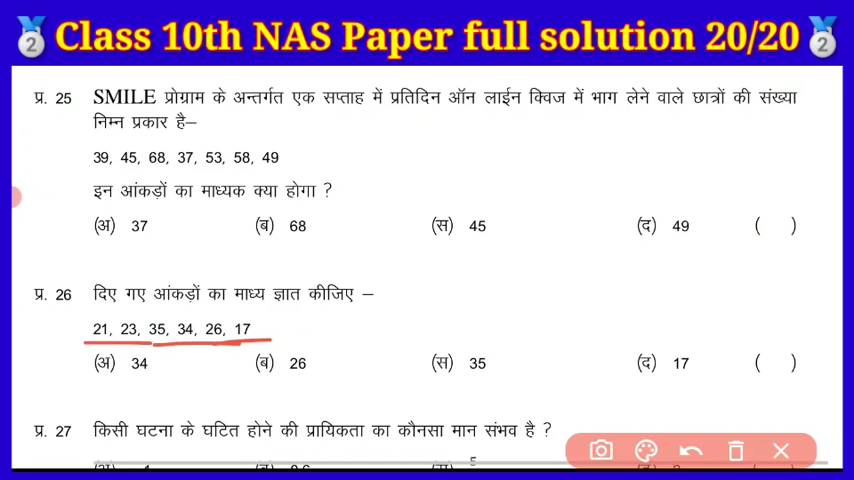 Class 10th NAS Paper full solution 20/20
प्र. 25 SMILE प्रोग्राम के अन्तर्गत एक सप्ताह में प्रतिदिन ऑन लाईन क्विज में भाग लेने वाले छात्रों की संख्या
निम्न प्रकार है–
39, 45, 68, 37, 53, 58, 49
इन आंकड़ों का माध्यक क्या होगा ?
(अ) 37 (ब) 68 (स) 45 (द) 49 ( )
प्र. 26 दिए गए आंकड़ों का माध्य ज्ञात कीजिए –
21, 23, 35, 34, 26, 17
(अ) 34 (ब) 26 (स) 35 (द) 17 ( )
प्र. 27 किसी घटना के घटित होने की प्रायिकता का कौनसा मान संभव है ?